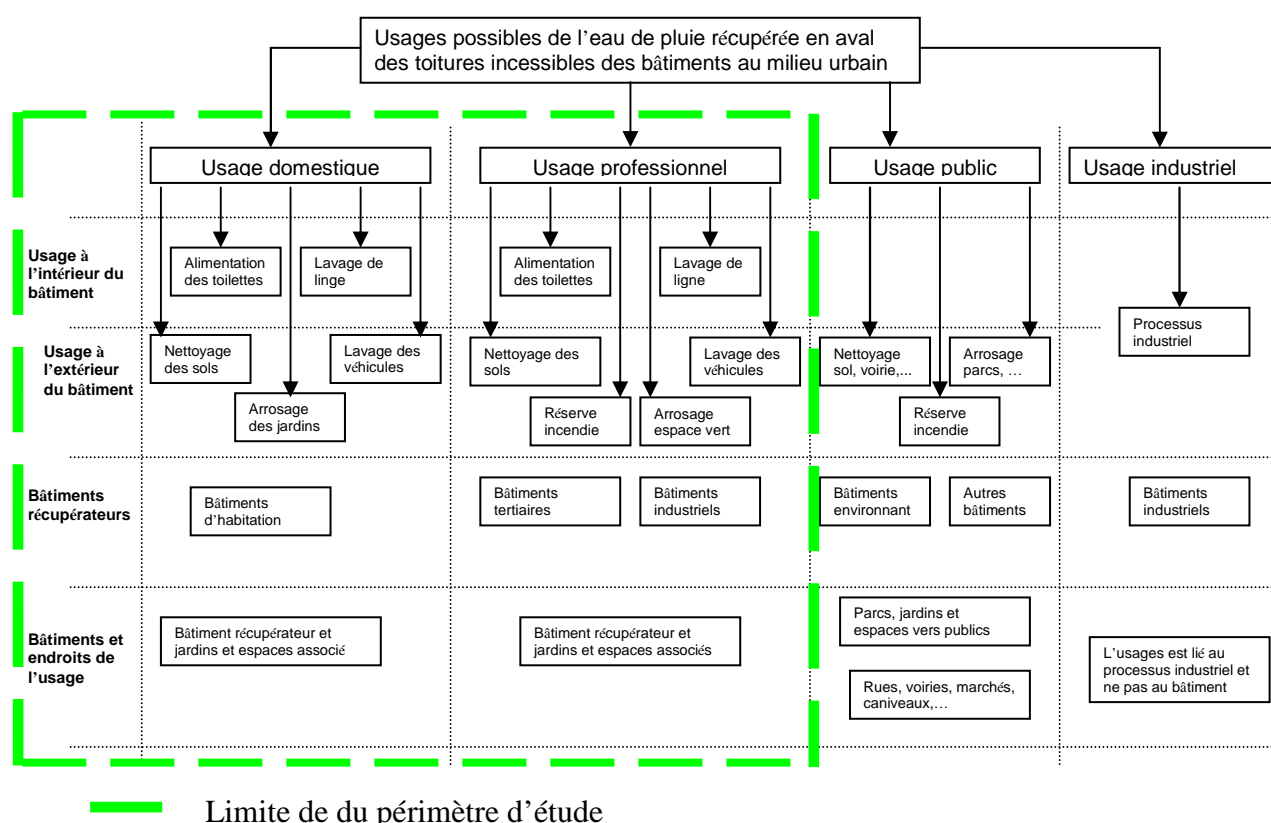 Usages possibles de l'eau de pluie récupérée en aval
des toitures incessibles des bâtiments au milieu urbain
Usage domestique
Usage professionnel
Usage public
Usage industriel
Usage à
l'intérieur du
bâtiment
Alimentation
des toilettes
Lavage de
linge
Alimentation
des toilettes
Lavage de
ligne
Processus
industriel
Usage à
l'extérieur
du bâtiment
Nettoyage
des sols
Lavage des
véhicules
Arrosage
des jardins
Nettoyage des
sols
Lavage des
véhicules
Réserve
incendie
Arrosage
espace vert
Nettoyage
sol, voirie,...
Arrosage
parcs, …
Réserve
incendie
Bâtiments
récupérateurs
Bâtiments
d'habitation
Bâtiments
tertiaires
Bâtiments
industriels
Bâtiments
environnant
Autres
bâtiments
Bâtiments
industriels
Bâtiments et
endroits de
l'usage
Bâtiment récupérateur et
jardins et espaces associé
Bâtiment récupérateur et
jardins et espaces associés
Parcs, jardins et
espaces vers publics
Rues, voiries, marchés,
caniveaux,…
L'usages est lié au
processus industriel et
ne pas au bâtiment
Limite de du périmètre d'étude